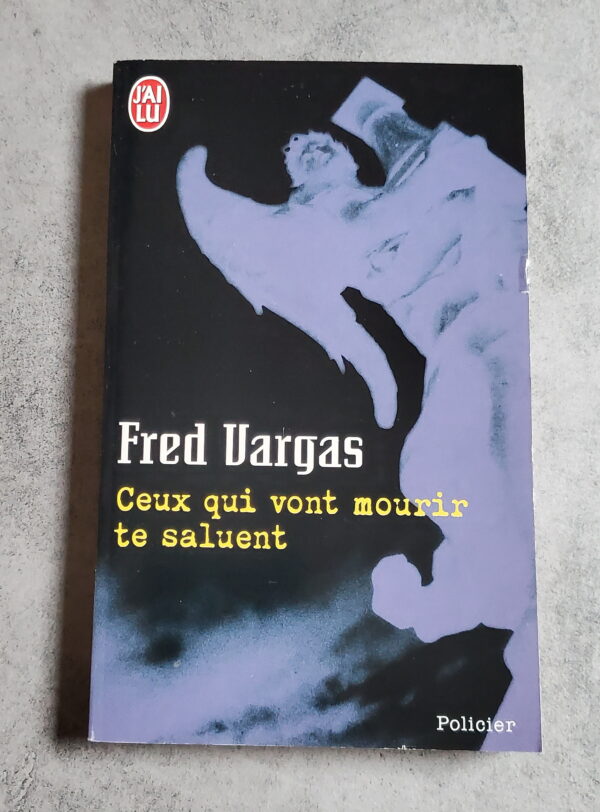 J'AI
LU
Fred Vargas
Ceux qui vont mourir
te saluent
Policier